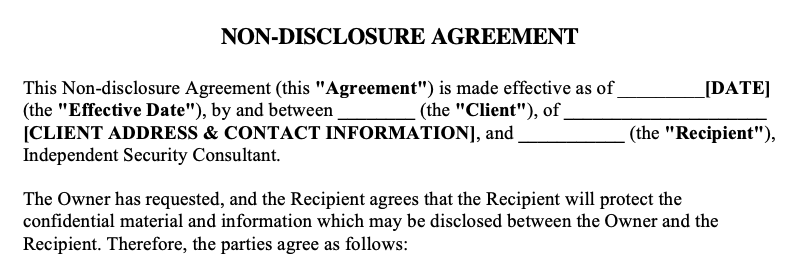 NON-DISCLOSURE AGREEMENT
This Non-disclosure Agreement (this "Agreement") is made effective as of _________[DATE]
(the "Effective Date"), by and between ________ (the "Client"), of _____________________
[CLIENT ADDRESS & CONTACT INFORMATION], and ___________ (the "Recipient"),
Independent Security Consultant.
The Owner has requested, and the Recipient agrees that the Recipient will protect the
confidential material and information which may be disclosed between the Owner and the
Recipient. Therefore, the parties agree as follows: